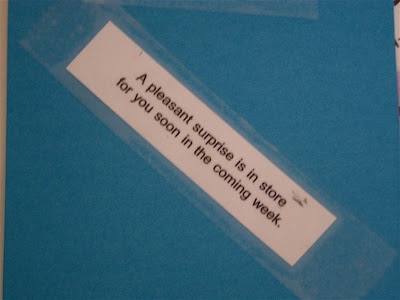 A pleasant surprise is in store
for you soon in the coming week.